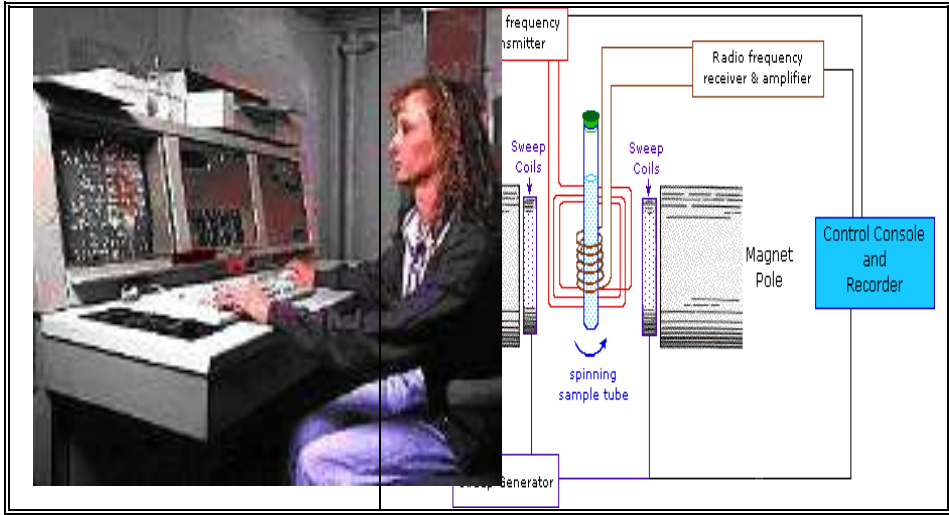 frequency
Radio frequency
receiver & amplifier
Sweep
Coils
Sweep
Coils
Magnet
Pole
Control Console
and
Recorder
spinning
sample tube
Generator